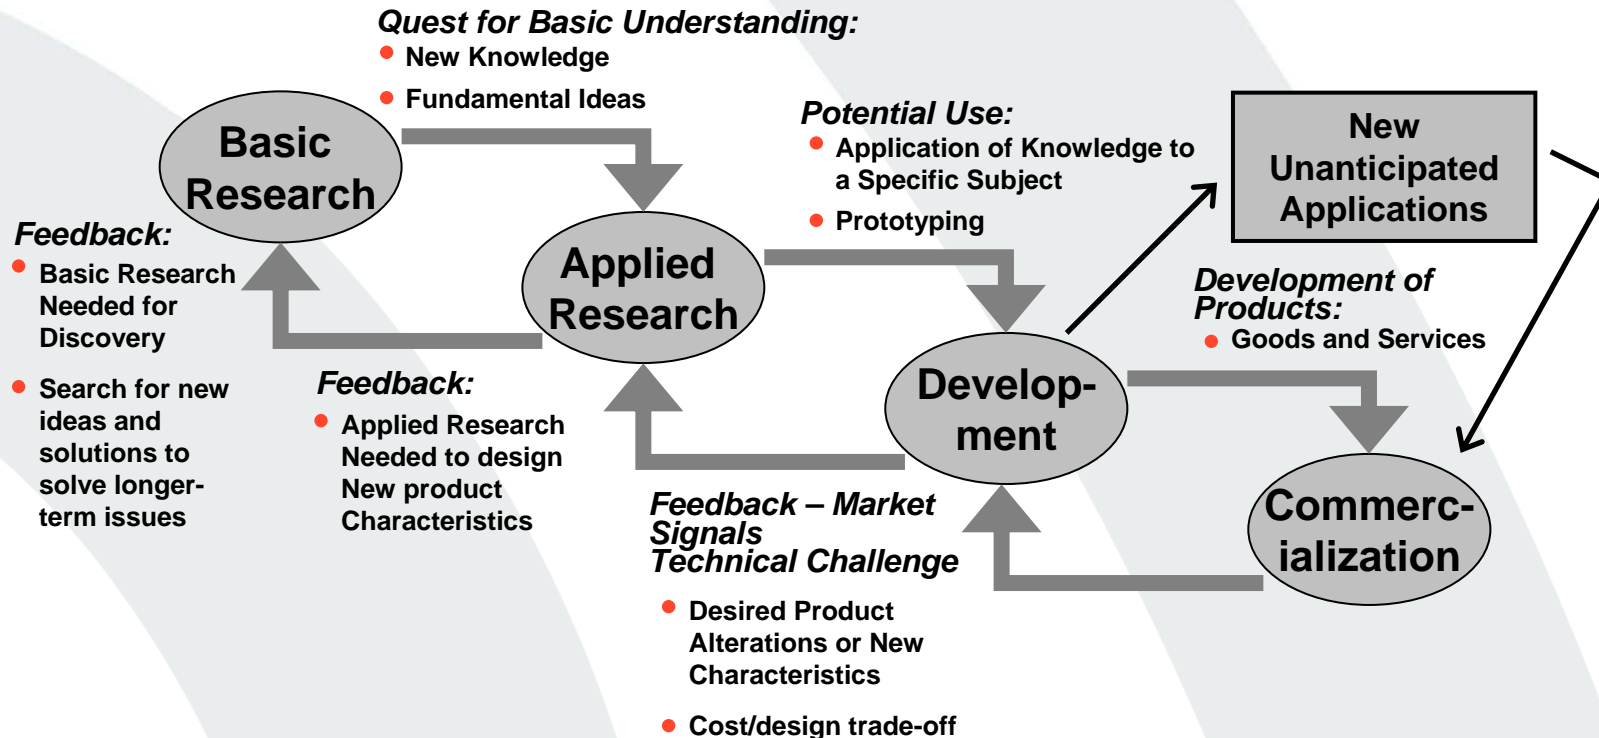 Quest for Basic Understanding:
New Knowledge
Fundamental Ideas
Basic
Research
Potential Use:
Application of Knowledge to
a Specific Subject
Prototyping
New
Unanticipated
Applications
Feedback:
Basic Research
Needed for
Discovery
Search for new
ideas and
solutions to
solve longer-
term issues
Applied
Research
Development of
Products:
Goods and Services
Feedback:
Applied Research
Needed to design
New product
Characteristics
Develop-
ment
Feedback – Market
Signals
Technical Challenge
Desired Product
Alterations or New
Characteristics
Cost/design trade-off
Commerc-
ialization